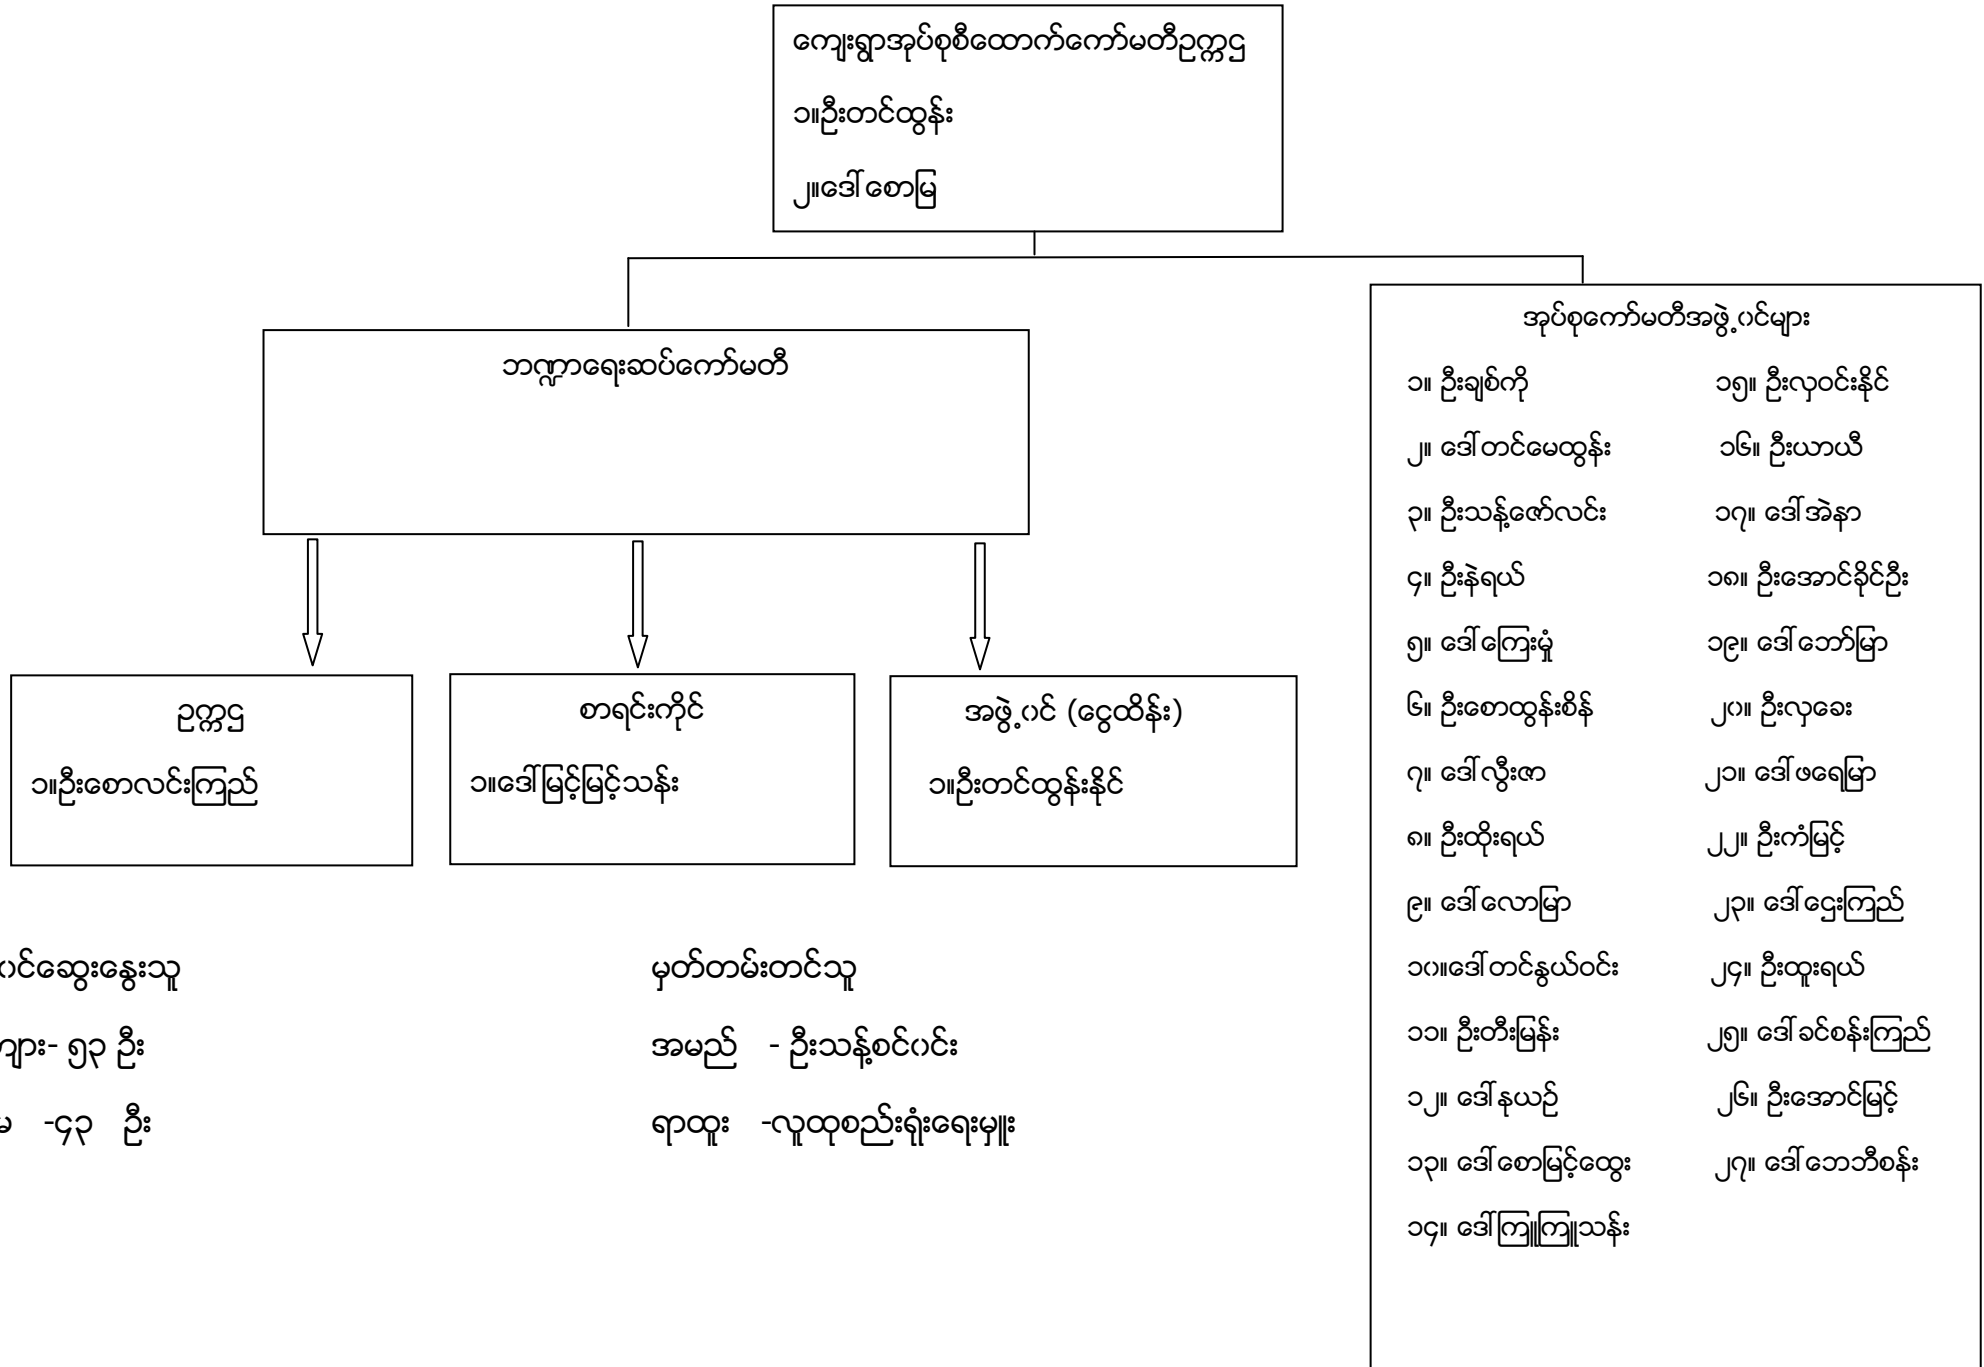 ကျေးရွာအုပ်စုစီထောက်ကော်မတီဥက္ကဌ
၁။ဦးတင်ထွန်း
၂။ဒေါ်စောမြ
ဘဏ္ဍာရေးဆပ်ကော်မတီ
ဥက္ကဌ
၁။ဦးစောလင်းကြည်
စာရင်းကိုင်
၁။ဒေါ်မြင့်မြင့်သန်း
အဖွဲ့ဝင် (ငွေထိန်း)
၁။ဦးတင်ထွန်းနိုင်
ဝင်ဆွေးနွေးသူ
ကျား- ၅၃ ဦး
မ -၄၃ ဦး
မှတ်တမ်းတင်သူ
အမည် - ဦးသန့်စင်ဝင်း
ရာထူး -လူထုစည်းရုံးရေးမှူး
အုပ်စုကော်မတီအဖွဲ့ဝင်များ
၁။ ဦးချစ်ကို ၁၅။ ဦးလှဝင်းနိုင်
၂။ ဒေါ်တင်မေထွန်း ၁၆။ ဦးယာယီ
၃။ ဦးသန့်ဇော်လင်း ၁၇။ ဒေါ်အဲနာ
၄။ ဦးနဲရယ် ၁၈။ ဦးအောင်ခိုင်ဦး
၅။ ဒေါ်ကြေးမုံ ၁၉။ ဒေါ်ဘော်မြာ
၆။ ဦးစောထွန်းစိန် ၂၀။ ဦးလှခေး
၇။ ဒေါ်လွီးဇာ ၂၁။ ဒေါ်ဖရေမြာ
၈။ ဦးထိုးရယ် ၂၂။ ဦးကံမြင့်
၉။ ဒေါ်လောမြာ ၂၃။ ဒေါ်ဌေးကြည်
၁၀။ဒေါ်တင်နွယ်ဝင်း ၂၄။ ဦးထူးရယ်
၁၁။ ဦးတီးမြန်း ၂၅။ ဒေါ်ခင်စန်းကြည်
၁၂။ ဒေါ်နုယဉ် ၂၆။ ဦးအောင်မြင့်
၁၃။ ဒေါ်စောမြင့်ထွေး ၂၇။ ဒေါ်ဘေဘီစန်း
၁၄။ ဒေါ်ကြူကြူသန်း